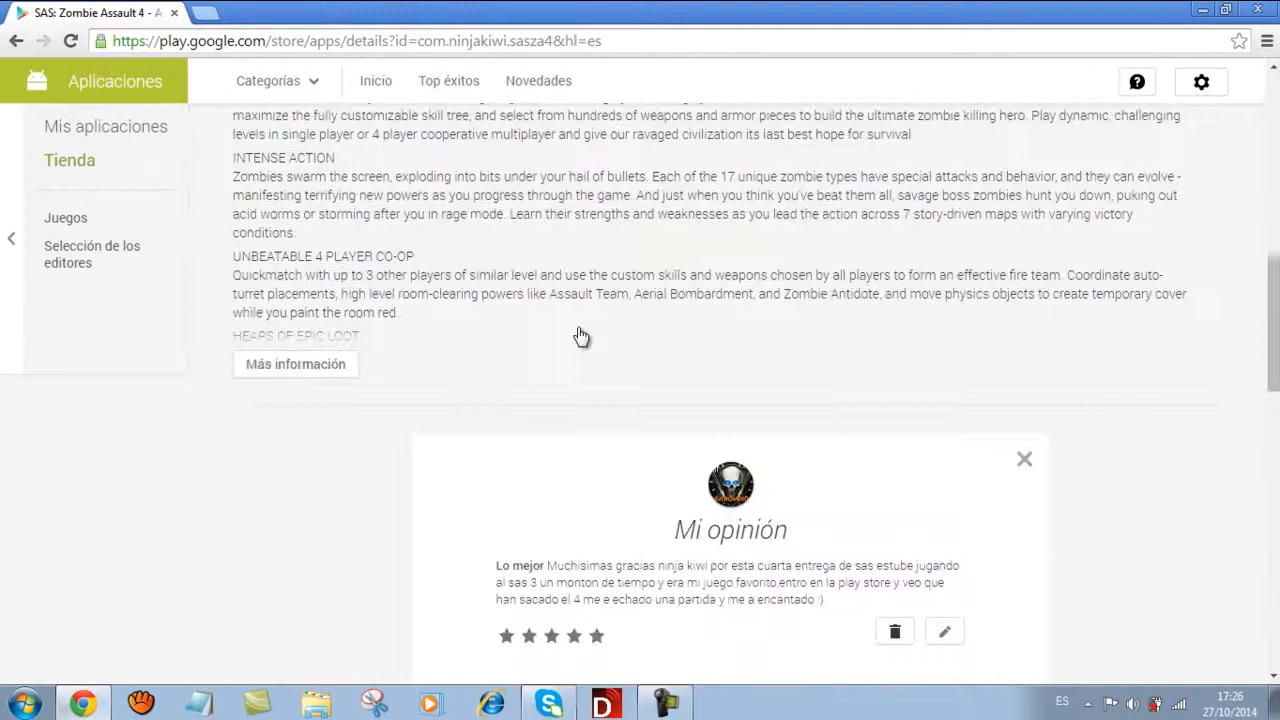 SAS: Zombie Assault 4 - A
https://play.google.com/store/apps/details?id=com.ninjakiwi.sasza4&hl=es
Aplicaciones
Categorías
Inicio
Top éxitos
Novedades
Mis aplicaciones
Tienda
Juegos
Selección de los
editores
maximize the fully customizable skill tree, and select from hundreds of weapons and armor pieces to build the ultimate zombie killing hero. Play dynamic, challenging
levels in single player or 4 player cooperative multiplayer and give our ravaged civilization its last best hope for survival
INTENSE ACTION
Zombies swarm the screen, exploding into bits under your hail of bullets. Each of the 17 unique zombie types have special attacks and behavior, and they can evolve -
manifesting terrifying new powers as you progress through the game. And just when you think you've beat them all, savage boss zombies hunt you down, puking out
acid worms or storming after you in rage mode. Learn their strengths and weaknesses as you lead the action across 7 story-driven maps with varying victory
conditions.
UNBEATABLE 4 PLAYER CO-OP
Quickmatch with up to 3 other players of similar level and use the custom skills and weapons chosen by all players to form an effective fire team. Coordinate auto-
turret placements, high level room-clearing powers like Assault Team, Aerial Bombardment, and Zombie Antidate, and move physics objects to create temporary cover
while you paint the room red.
HEAPS OF EPIC LOOT
Más información
Mi opinión
Lo mejor Muchisimas gracias ninja kiwi por esta cuarta entrega de sas estube jugando
al sas 3 un monton de tiempo y era mi juego favorito,entro en la play store y veo que
han sacado el 4 me e echado una partida y me a encantado :)
ES
17:26
27/10/2014